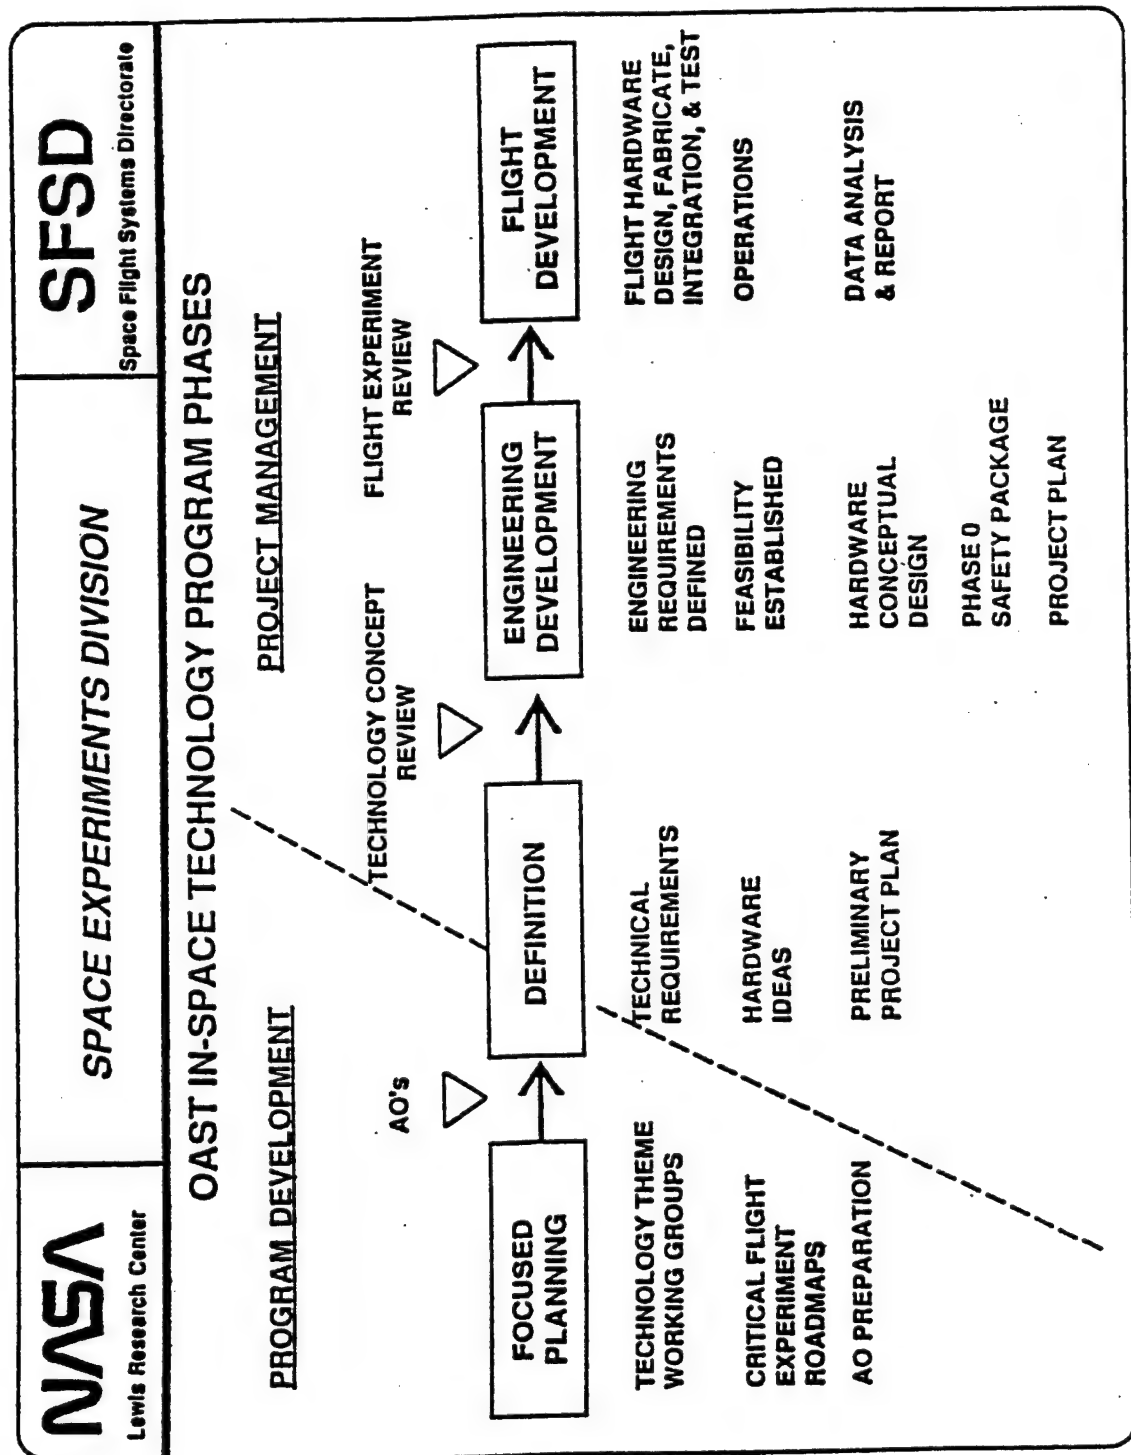 NASA
Lewis Research Center
SPACE EXPERIMENTS DIVISION
SFSD
Space Flight Systems Directorate
OAST IN-SPACE TECHNOLOGY PROGRAM PHASES
PROGRAM DEVELOPMENT
PROJECT MANAGEMENT
AO's
TECHNOLOGY CONCEPT
REVIEW
FLIGHT EXPERIMENT
REVIEW
FOCUSED
PLANNING
DEFINITION
ENGINEERING
DEVELOPMENT
FLIGHT
DEVELOPMENT
TECHNOLOGY THEME
WORKING GROUPS
CRITICAL FLIGHT
EXPERIMENT
ROADMAPS
AO PREPARATION
TECHNICAL
REQUIREMENTS
HARDWARE
IDEAS
PRELIMINARY
PROJECT PLAN
ENGINEERING
REQUIREMENTS
DEFINED
FEASIBILITY
ESTABLISHED
HARDWARE
CONCEPTUAL
DESIGN
PHASE 0
SAFETY PACKAGE
PROJECT PLAN
FLIGHT HARDWARE
DESIGN, FABRICATE,
INTEGRATION, & TEST
OPERATIONS
DATA ANALYSIS
& REPORT